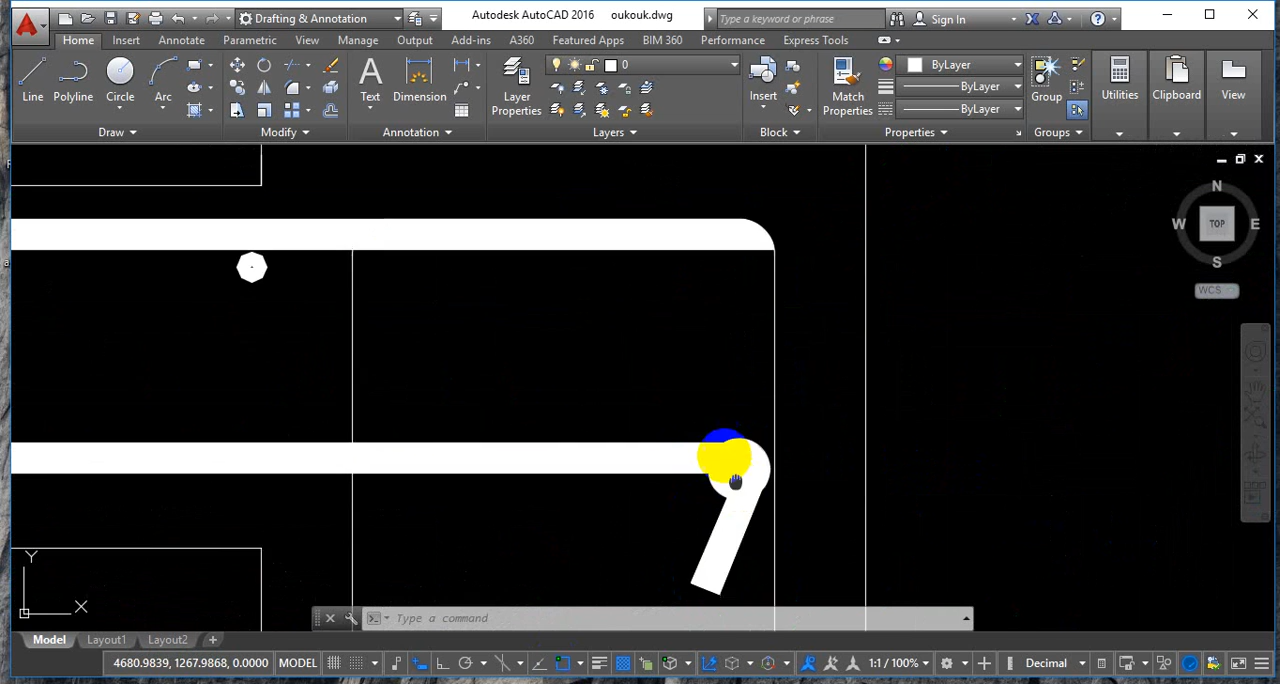 Drafting & Annotation
Autodesk AutoCAD 2016 oukouk.dwg
Type a keyword or phrase
Sign In
Home Insert Annotate Parametric View Manage Output Add-ins A360 Featured Apps BIM 360 Performance Express Tools
Line Polyline Circle Arc
Text Dimension
Layer Properties
0
Insert
Match Properties
ByLayer
ByLayer
ByLayer
Group Utilities Clipboard View
Draw Modify Annotation Layers Block Properties Groups
N
W TOP E
S
WCS
Y
X
Type a command
Model Layout1 Layout2 +
4680.9839, 1267.9868, 0.0000 MODEL 1:1 / 100% Decimal